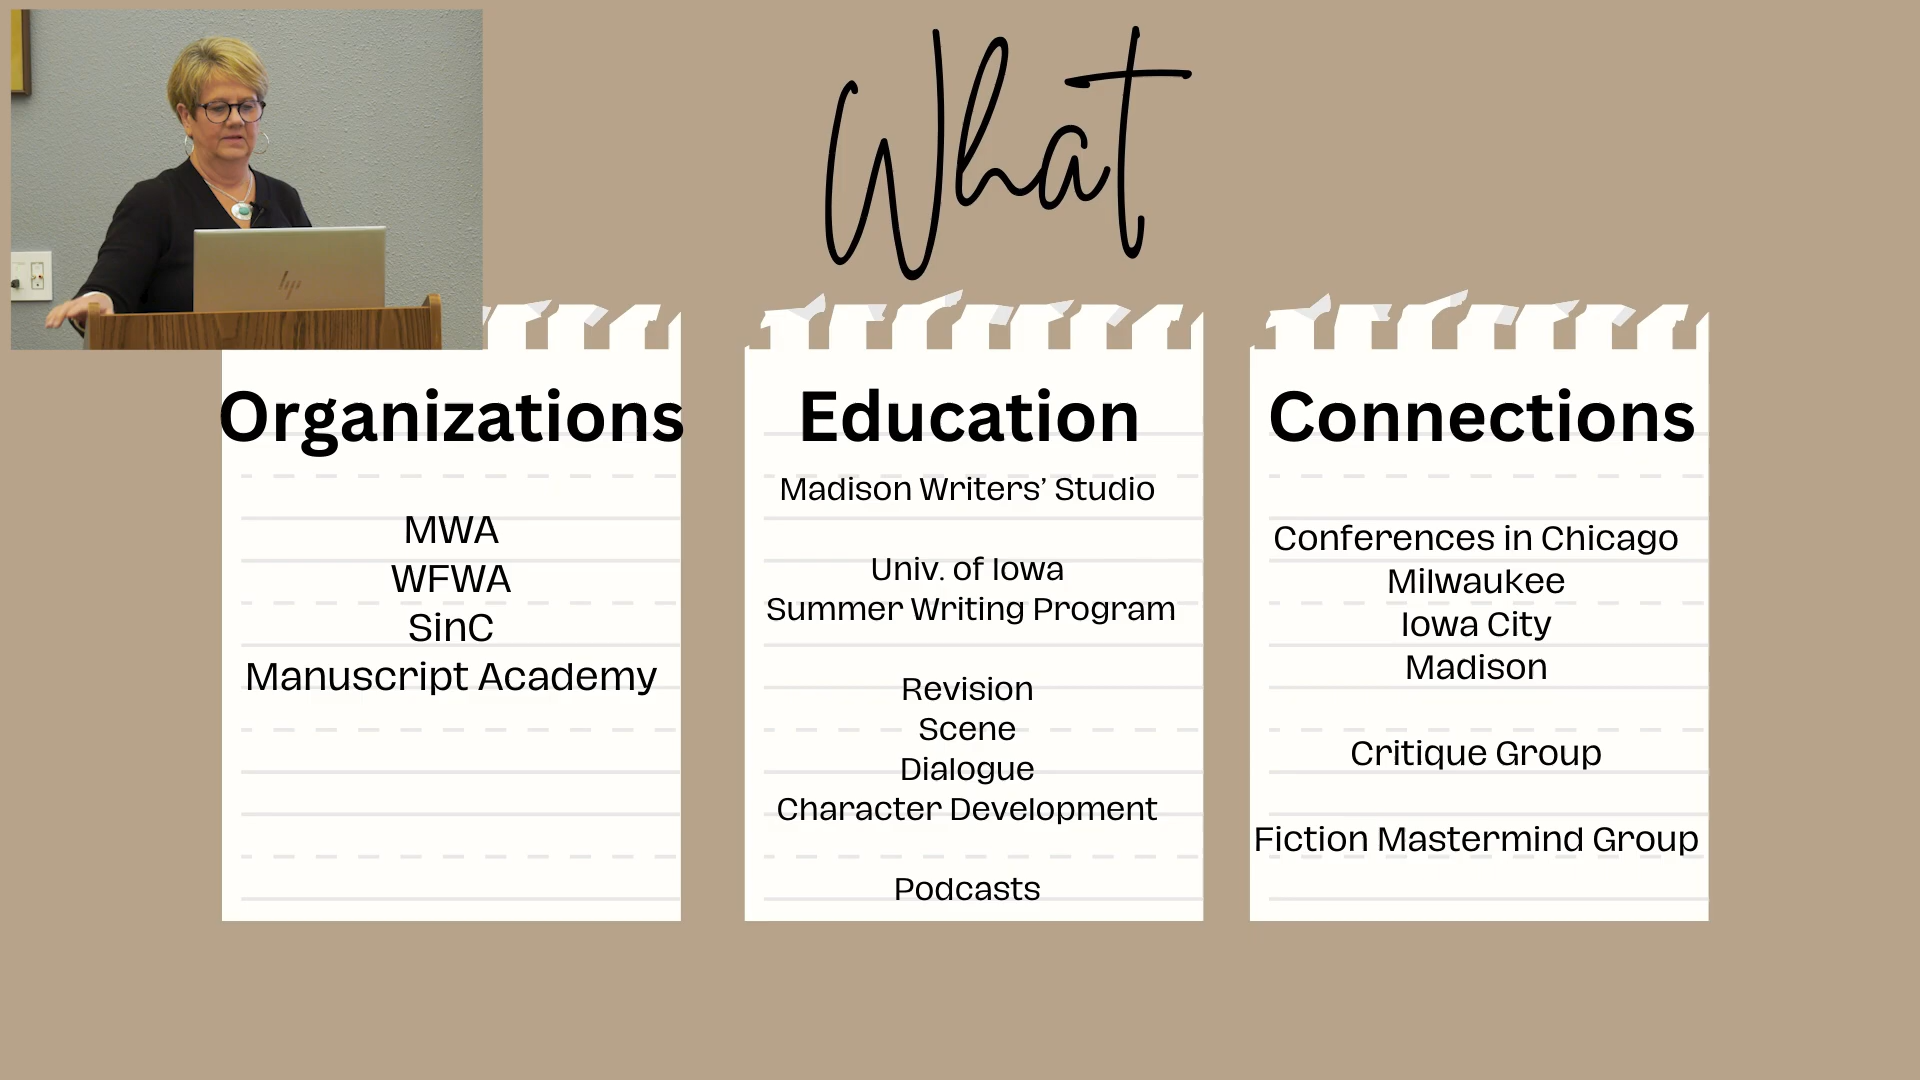 What
Organizations
MWA
WFWA
SinC
Manuscript Academy
Education
Madison Writers’ Studio
Univ. of Iowa
Summer Writing Program
Revision
Scene
Dialogue
Character Development
Podcasts
Connections
Conferences in Chicago
Milwaukee
Iowa City
Madison
Critique Group
Fiction Mastermind Group
hp